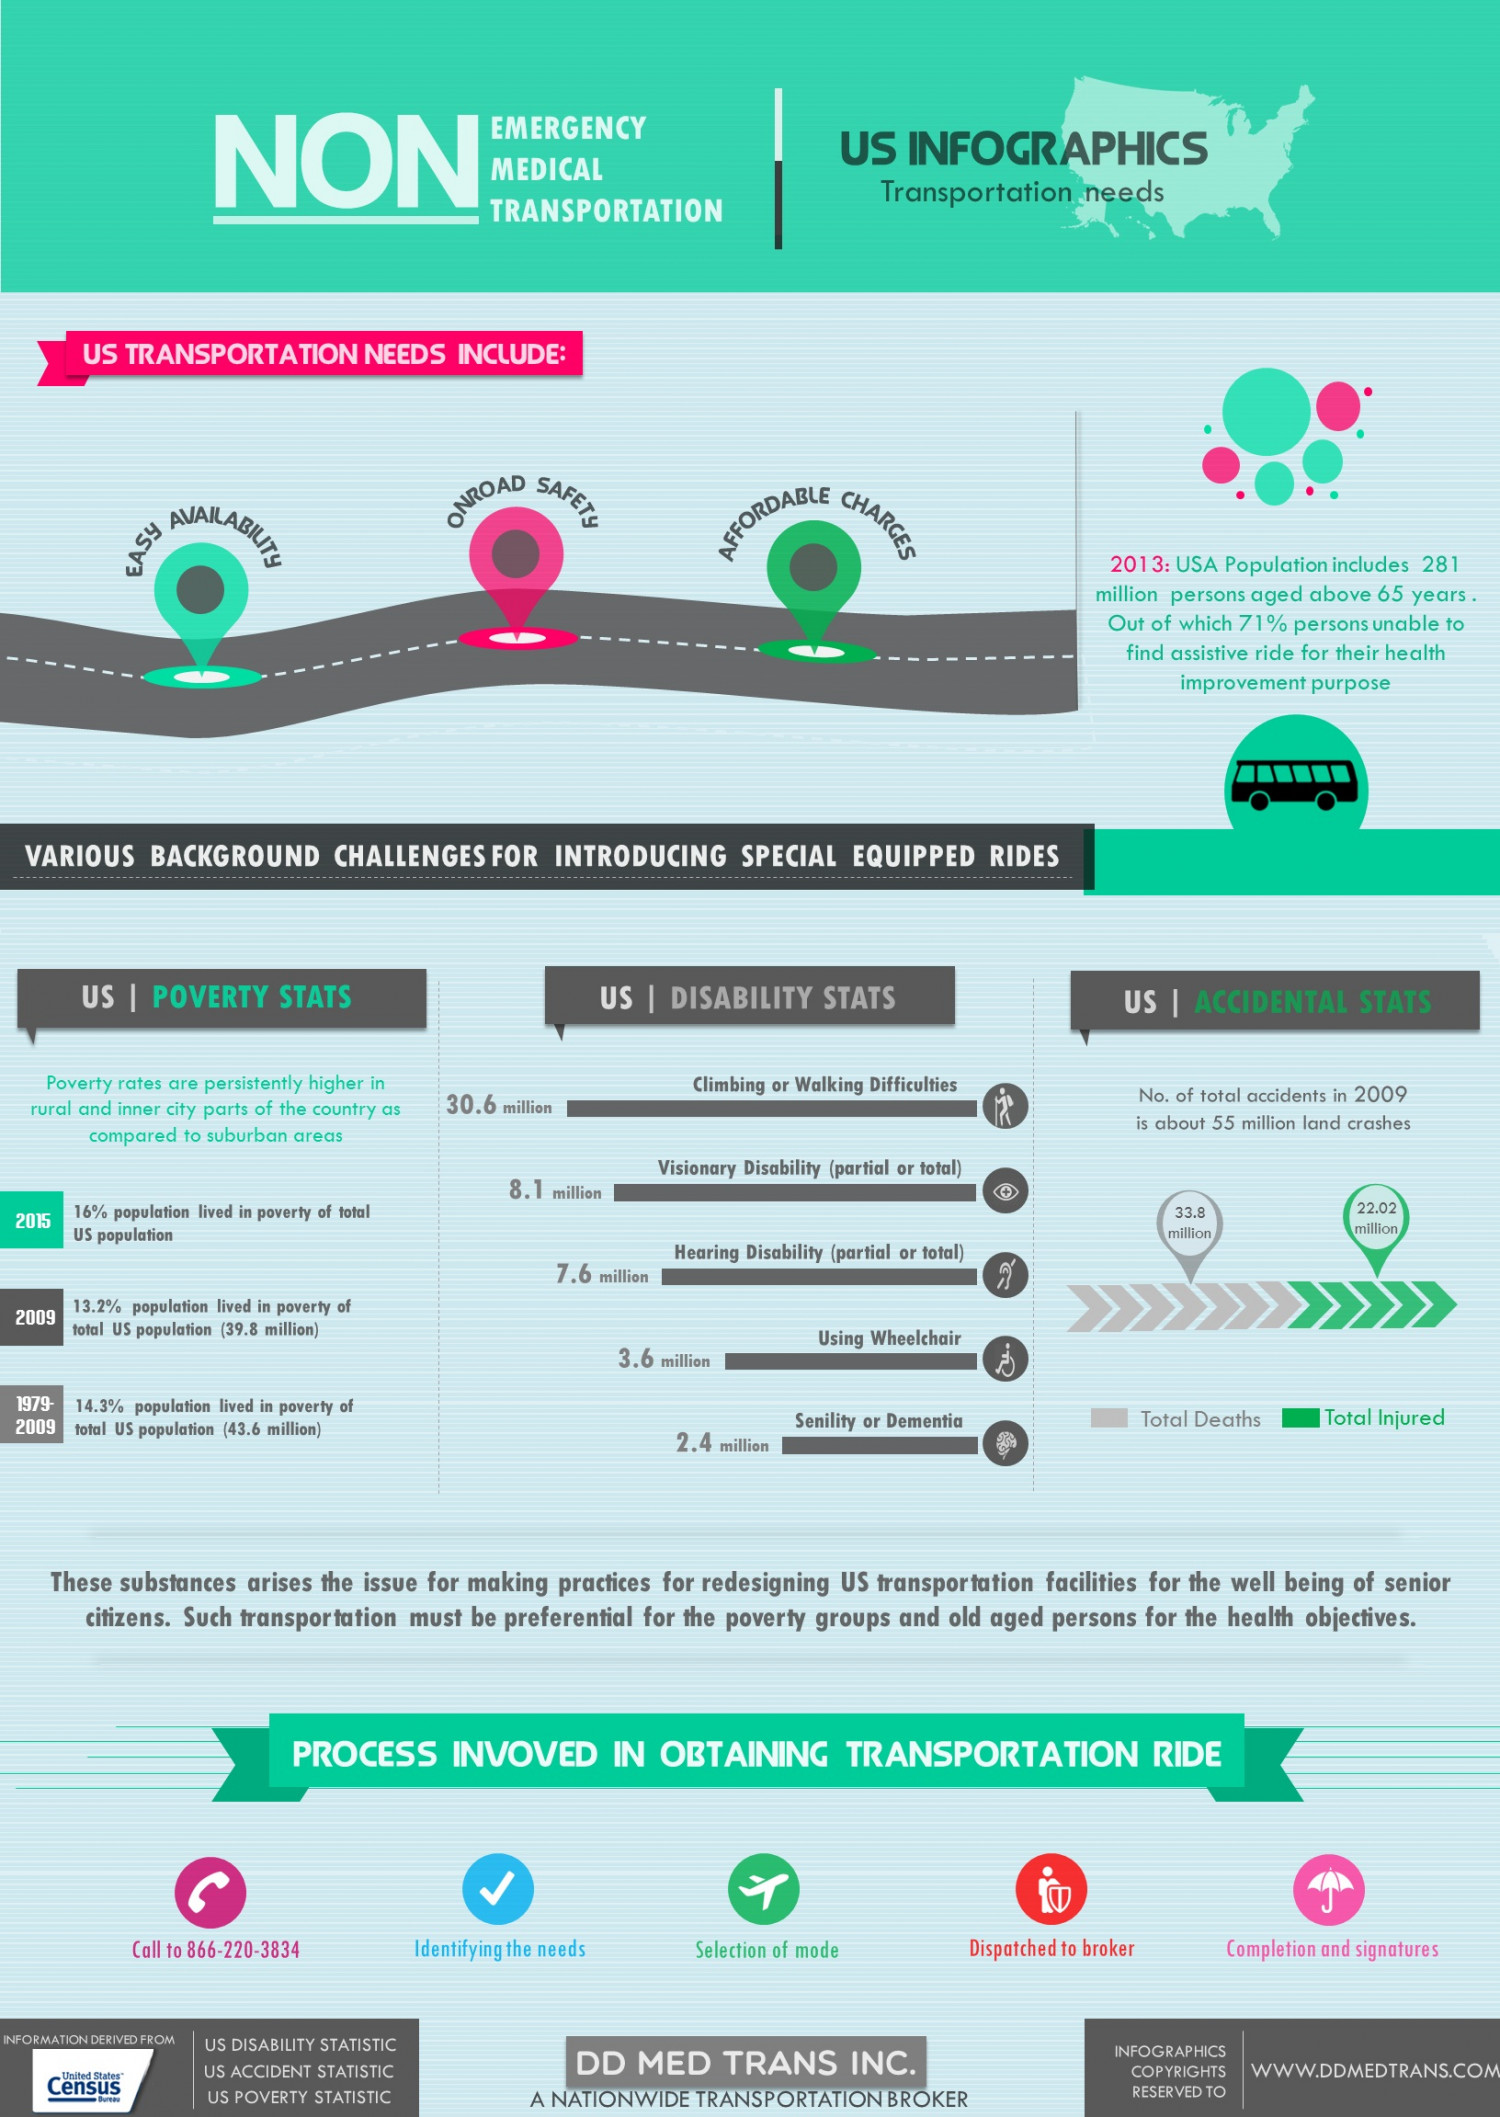 NON
EMERGENCY
MEDICAL
TRANSPORTATION
US INFOGRAPHICS
Transportation needs
US TRANSPORTATION NEEDS INCLUDE:
EASY AVAILABILITY
ONROAD SAFETY
AFFORDABLE CHARGES
2013: USA Population includes 281
million persons aged above 65 years .
Out of which 71% persons unable to
find assistive ride for their health
improvement purpose
VARIOUS BACKGROUND CHALLENGES FOR INTRODUCING SPECIAL EQUIPPED RIDES
US | POVERTY STATS
Poverty rates are persistently higher in
rural and inner city parts of the country as
compared to suburban areas
2015
16% population lived in poverty of total
US population
2009
13.2% population lived in poverty of
total US population (39.8 million)
1979-
2009
14.3% population lived in poverty of
total US population (43.6 million)
US | DISABILITY STATS
Climbing or Walking Difficulties
30.6 million
Visionary Disability (partial or total)
8.1 million
Hearing Disability (partial or total)
7.6 million
Using Wheelchair
3.6 million
Senility or Dementia
2.4 million
US | ACCIDENTAL STATS
No. of total accidents in 2009
is about 55 million land crashes
33.8
million
22.02
million
Total Deaths
Total Injured
These substances arises the issue for making practices for redesigning US transportation facilities for the well being of senior
citizens. Such transportation must be preferential for the poverty groups and old aged persons for the health objectives.
PROCESS INVOVED IN OBTAINING TRANSPORTATION RIDE
Call to 866-220-3834
Identifying the needs
Selection of mode
Dispatched to broker
Completion and signatures
INFORMATION DERIVED FROM
United States™
Census
Bureau
US DISABILITY STATISTIC
US ACCIDENT STATISTIC
US POVERTY STATISTIC
DD MED TRANS INC.
A NATIONWIDE TRANSPORTATION BROKER
INFOGRAPHICS
COPYRIGHTS
RESERVED TO
WWW.DDMEDTRANS.COM